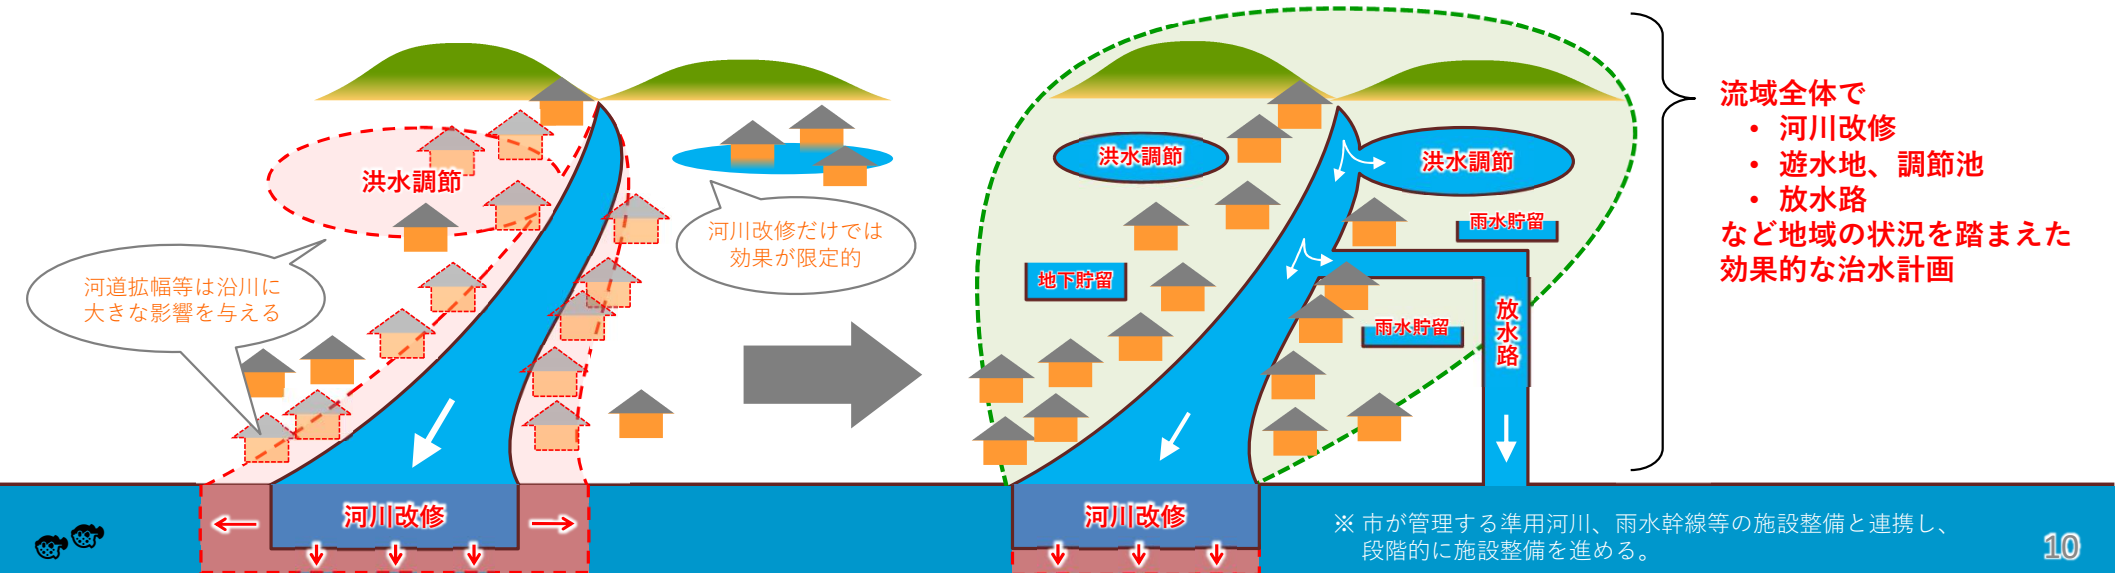 洪水調節
河川改修だけでは
効果が限定的
河道拡幅等は沿川に
大きな影響を与える
河川改修
洪水調節
洪水調節
雨水貯留
地下貯留
雨水貯留
放水路
河川改修
流域全体で
• 河川改修
• 遊水地、調節池
• 放水路
など地域の状況を踏まえた
効果的な治水計画
※ 市が管理する準用河川、雨水幹線等の施設整備と連携し、
段階的に施設整備を進める。
10